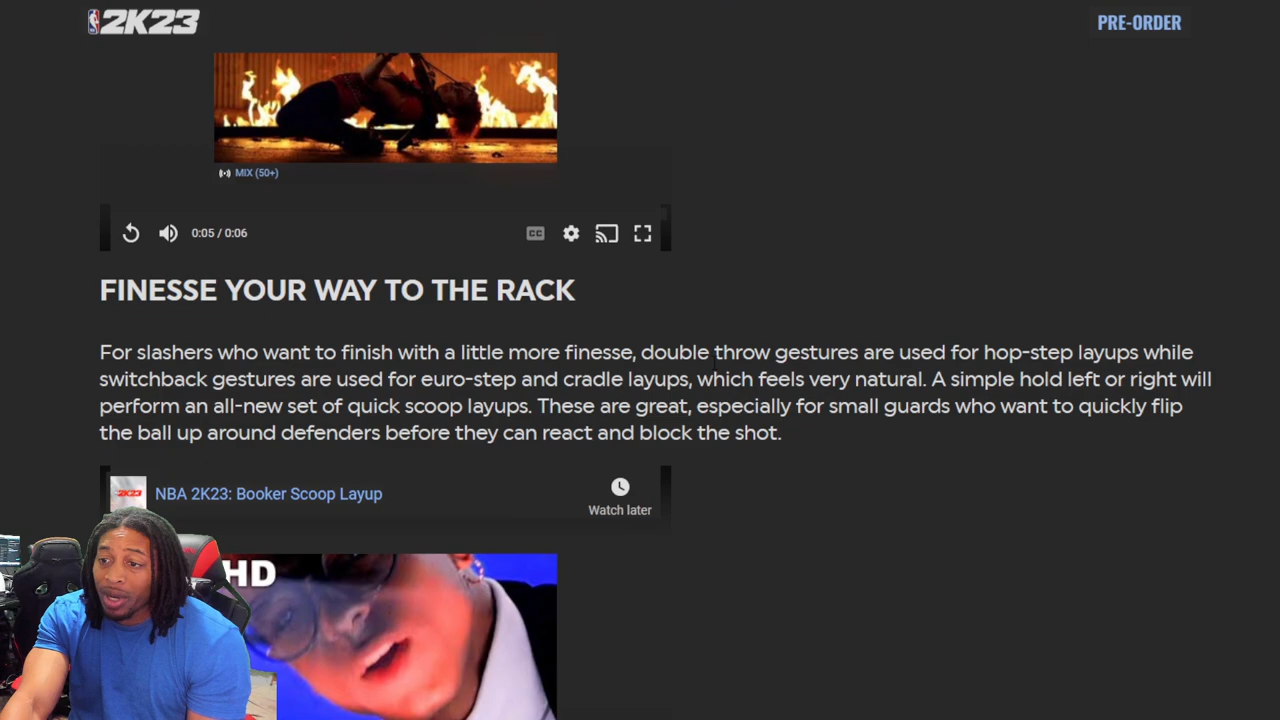 2K23
PRE-ORDER
MIX (50+)
0:05 / 0:06
CC
FINESSE YOUR WAY TO THE RACK
For slashers who want to finish with a little more finesse, double throw gestures are used for hop-step layups while
switchback gestures are used for euro-step and cradle layups, which feels very natural. A simple hold left or right will
perform an all-new set of quick scoop layups. These are great, especially for small guards who want to quickly flip
the ball up around defenders before they can react and block the shot.
2K23
NBA 2K23: Booker Scoop Layup
Watch later
HD